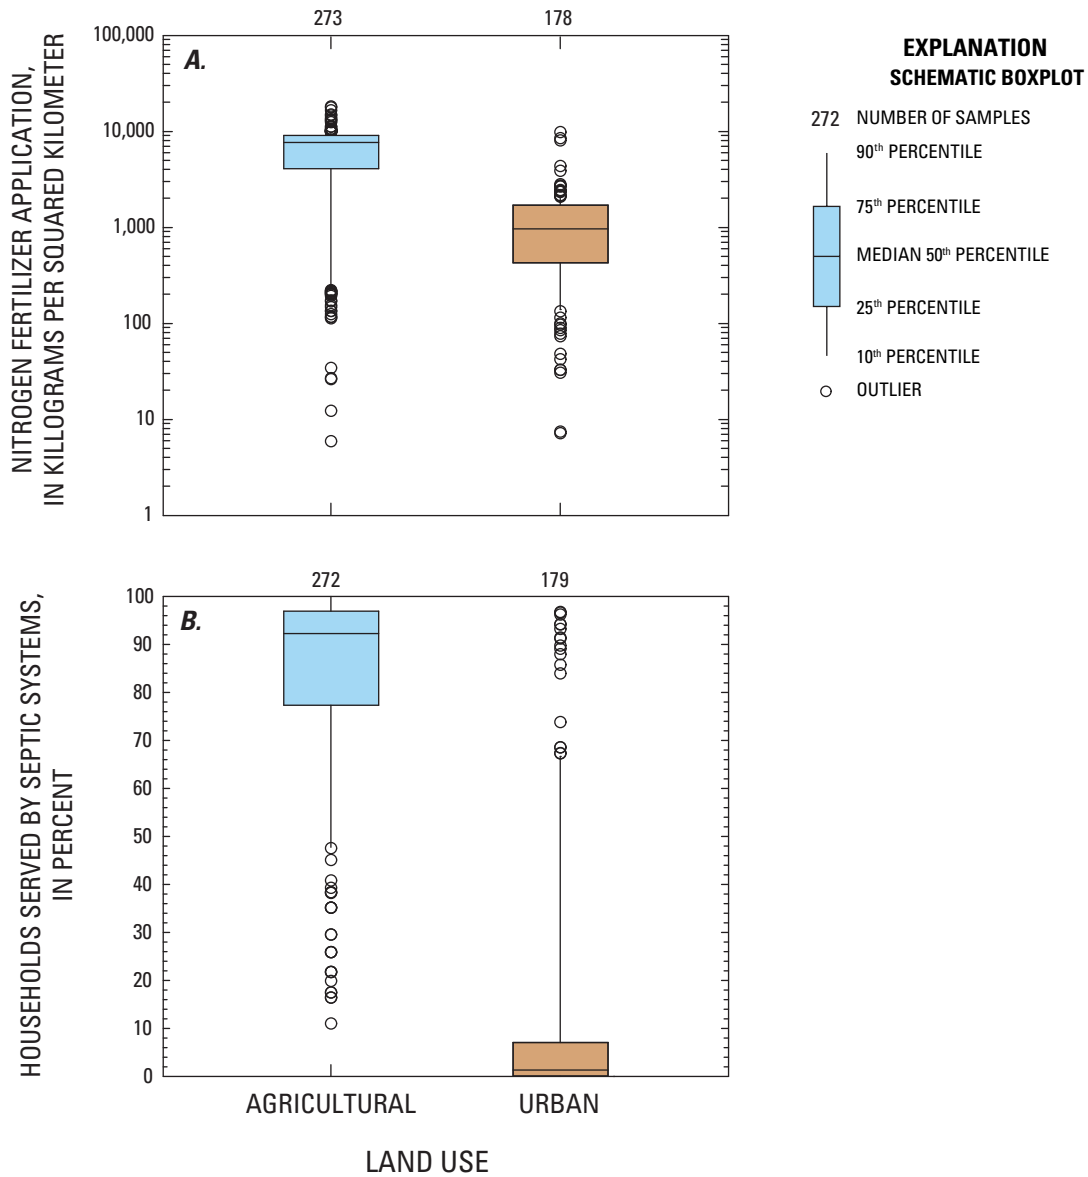 273
178
A.
100,000
10,000
1,000
100
10
1
NITROGEN FERTILIZER APPLICATION,
IN KILLOGRAMS PER SQUARED KILOMETER
EXPLANATION
SCHEMATIC BOXPLOT
272 NUMBER OF SAMPLES
90th PERCENTILE
75th PERCENTILE
MEDIAN 50th PERCENTILE
25th PERCENTILE
10th PERCENTILE
OUTLIER
272
179
B.
100
90
80
70
60
50
40
30
20
10
0
HOUSEHOLDS SERVED BY SEPTIC SYSTEMS,
IN PERCENT
AGRICULTURAL
URBAN
LAND USE